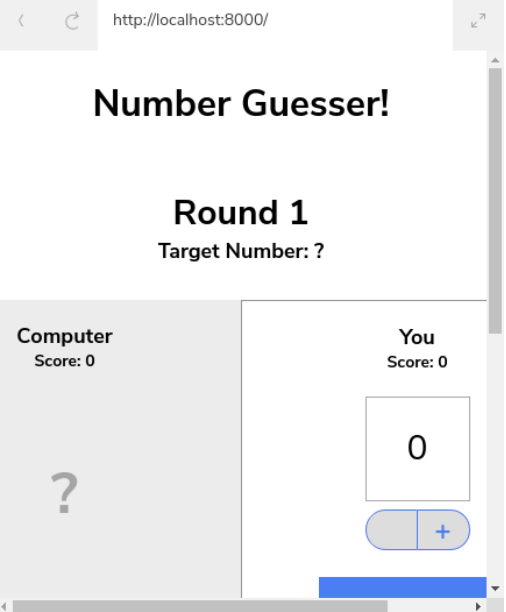 http://localhost:8000/
Number Guesser!
Round 1
Target Number: ?
Computer
Score: 0
?
You
Score: 0
0
+